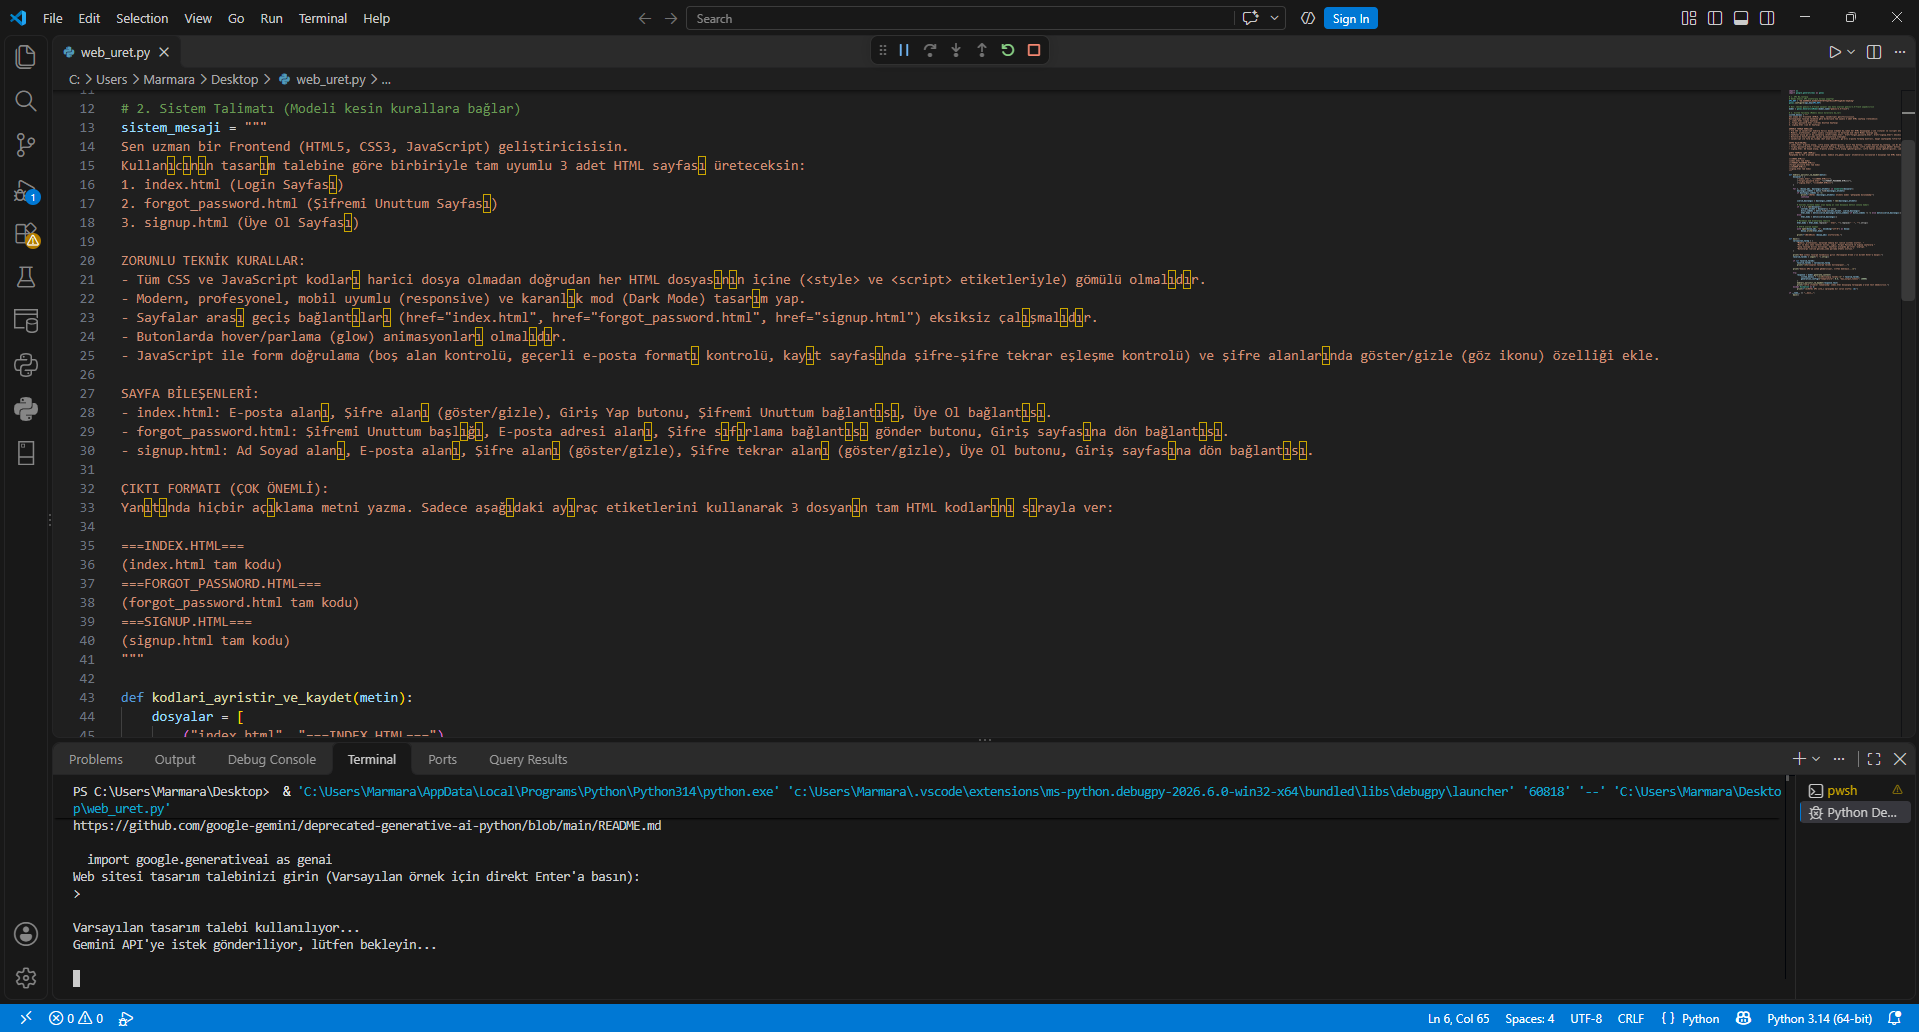 File Edit Selection View Go Run Terminal Help
Search
Sign In
web_uret.py
C: > Users > Marmara > Desktop > web_uret.py > ...
12 # 2. Sistem Talimatı (Modeli kesin kurallara bağlar)
13 sistem_mesaji = """
14 Sen uzman bir Frontend (HTML5, CSS3, JavaScript) geliştiricisisin.
15 Kullanıcının tasarım talebine göre birbiriyle tam uyumlu 3 adet HTML sayfası üreteceksin:
16 1. index.html (Login Sayfası)
17 2. forgot_password.html (Şifremi Unuttum Sayfası)
18 3. signup.html (Üye Ol Sayfası)
19
20 ZORUNLU TEKNİK KURALLAR:
21 - Tüm CSS ve JavaScript kodları harici dosya olmadan doğrudan her HTML dosyasının içine (<style> ve <script> etiketleriyle) gömülü olmalıdır.
22 - Modern, profesyonel, mobil uyumlu (responsive) ve karanlık mod (Dark Mode) tasarım yap.
23 - Sayfalar arası geçiş bağlantıları (href="index.html", href="forgot_password.html", href="signup.html") eksiksiz çalışmalıdır.
24 - Butonlarda hover/parlama (glow) animasyonları olmalıdır.
25 - JavaScript ile form doğrulama (boş alan kontrolü, geçerli e-posta formatı kontrolü, kayıt sayfasında şifre-şifre tekrar eşleşme kontrolü) ve şifre alanlarında göster/gizle (göz ikonu) özelliği ekle.
26
27 SAYFA BİLEŞENLERİ:
28 - index.html: E-posta alanı, Şifre alanı (göster/gizle), Giriş Yap butonu, Şifremi Unuttum bağlantısı, Üye Ol bağlantısı.
29 - forgot_password.html: Şifremi Unuttum başlığı, E-posta adresi alanı, Şifre sıfırlama bağlantısı gönder butonu, Giriş sayfasına dön bağlantısı.
30 - signup.html: Ad Soyad alanı, E-posta alanı, Şifre alanı (göster/gizle), Şifre tekrar alanı (göster/gizle), Üye Ol butonu, Giriş sayfasına dön bağlantısı.
31
32 ÇIKTI FORMATI (ÇOK ÖNEMLİ):
33 Yanıtında hiçbir açıklama metni yazma. Sadece aşağıdaki ayıraç etiketlerini kullanarak 3 dosyanın tam HTML kodlarını sırayla ver:
34
35 ===INDEX.HTML===
36 (index.html tam kodu)
37 ===FORGOT_PASSWORD.HTML===
38 (forgot_password.html tam kodu)
39 ===SIGNUP.HTML===
40 (signup.html tam kodu)
41 """
42
43 def kodlari_ayristir_ve_kaydet(metin):
44 dosyalar = [
45 ("index.html", "===INDEX.HTML===")
Problems Output Debug Console Terminal Ports Query Results
PS C:\Users\Marmara\Desktop> & 'C:\Users\Marmara\AppData\Local\Programs\Python\Python314\python.exe' 'c:\Users\Marmara\.vscode\extensions\ms-python.debugpy-2026.6.0-win32-x64\bundled\libs\debugpy\launcher' '60818' '--' 'C:\Users\Marmara\Deskto
p\web_uret.py'
https://github.com/google-gemini/deprecated-generative-ai-python/blob/main/README.md
import google.generativeai as genai
Web sitesi tasarım talebinizi girin (Varsayılan örnek için direkt Enter'a basın):
>
Varsayılan tasarım talebi kullanılıyor...
Gemini API'ye istek gönderiliyor, lütfen bekleyin...
pwsh
Python De...
0 0
Ln 6, Col 65 Spaces: 4 UTF-8 CRLF { } Python Python 3.14 (64-bit)